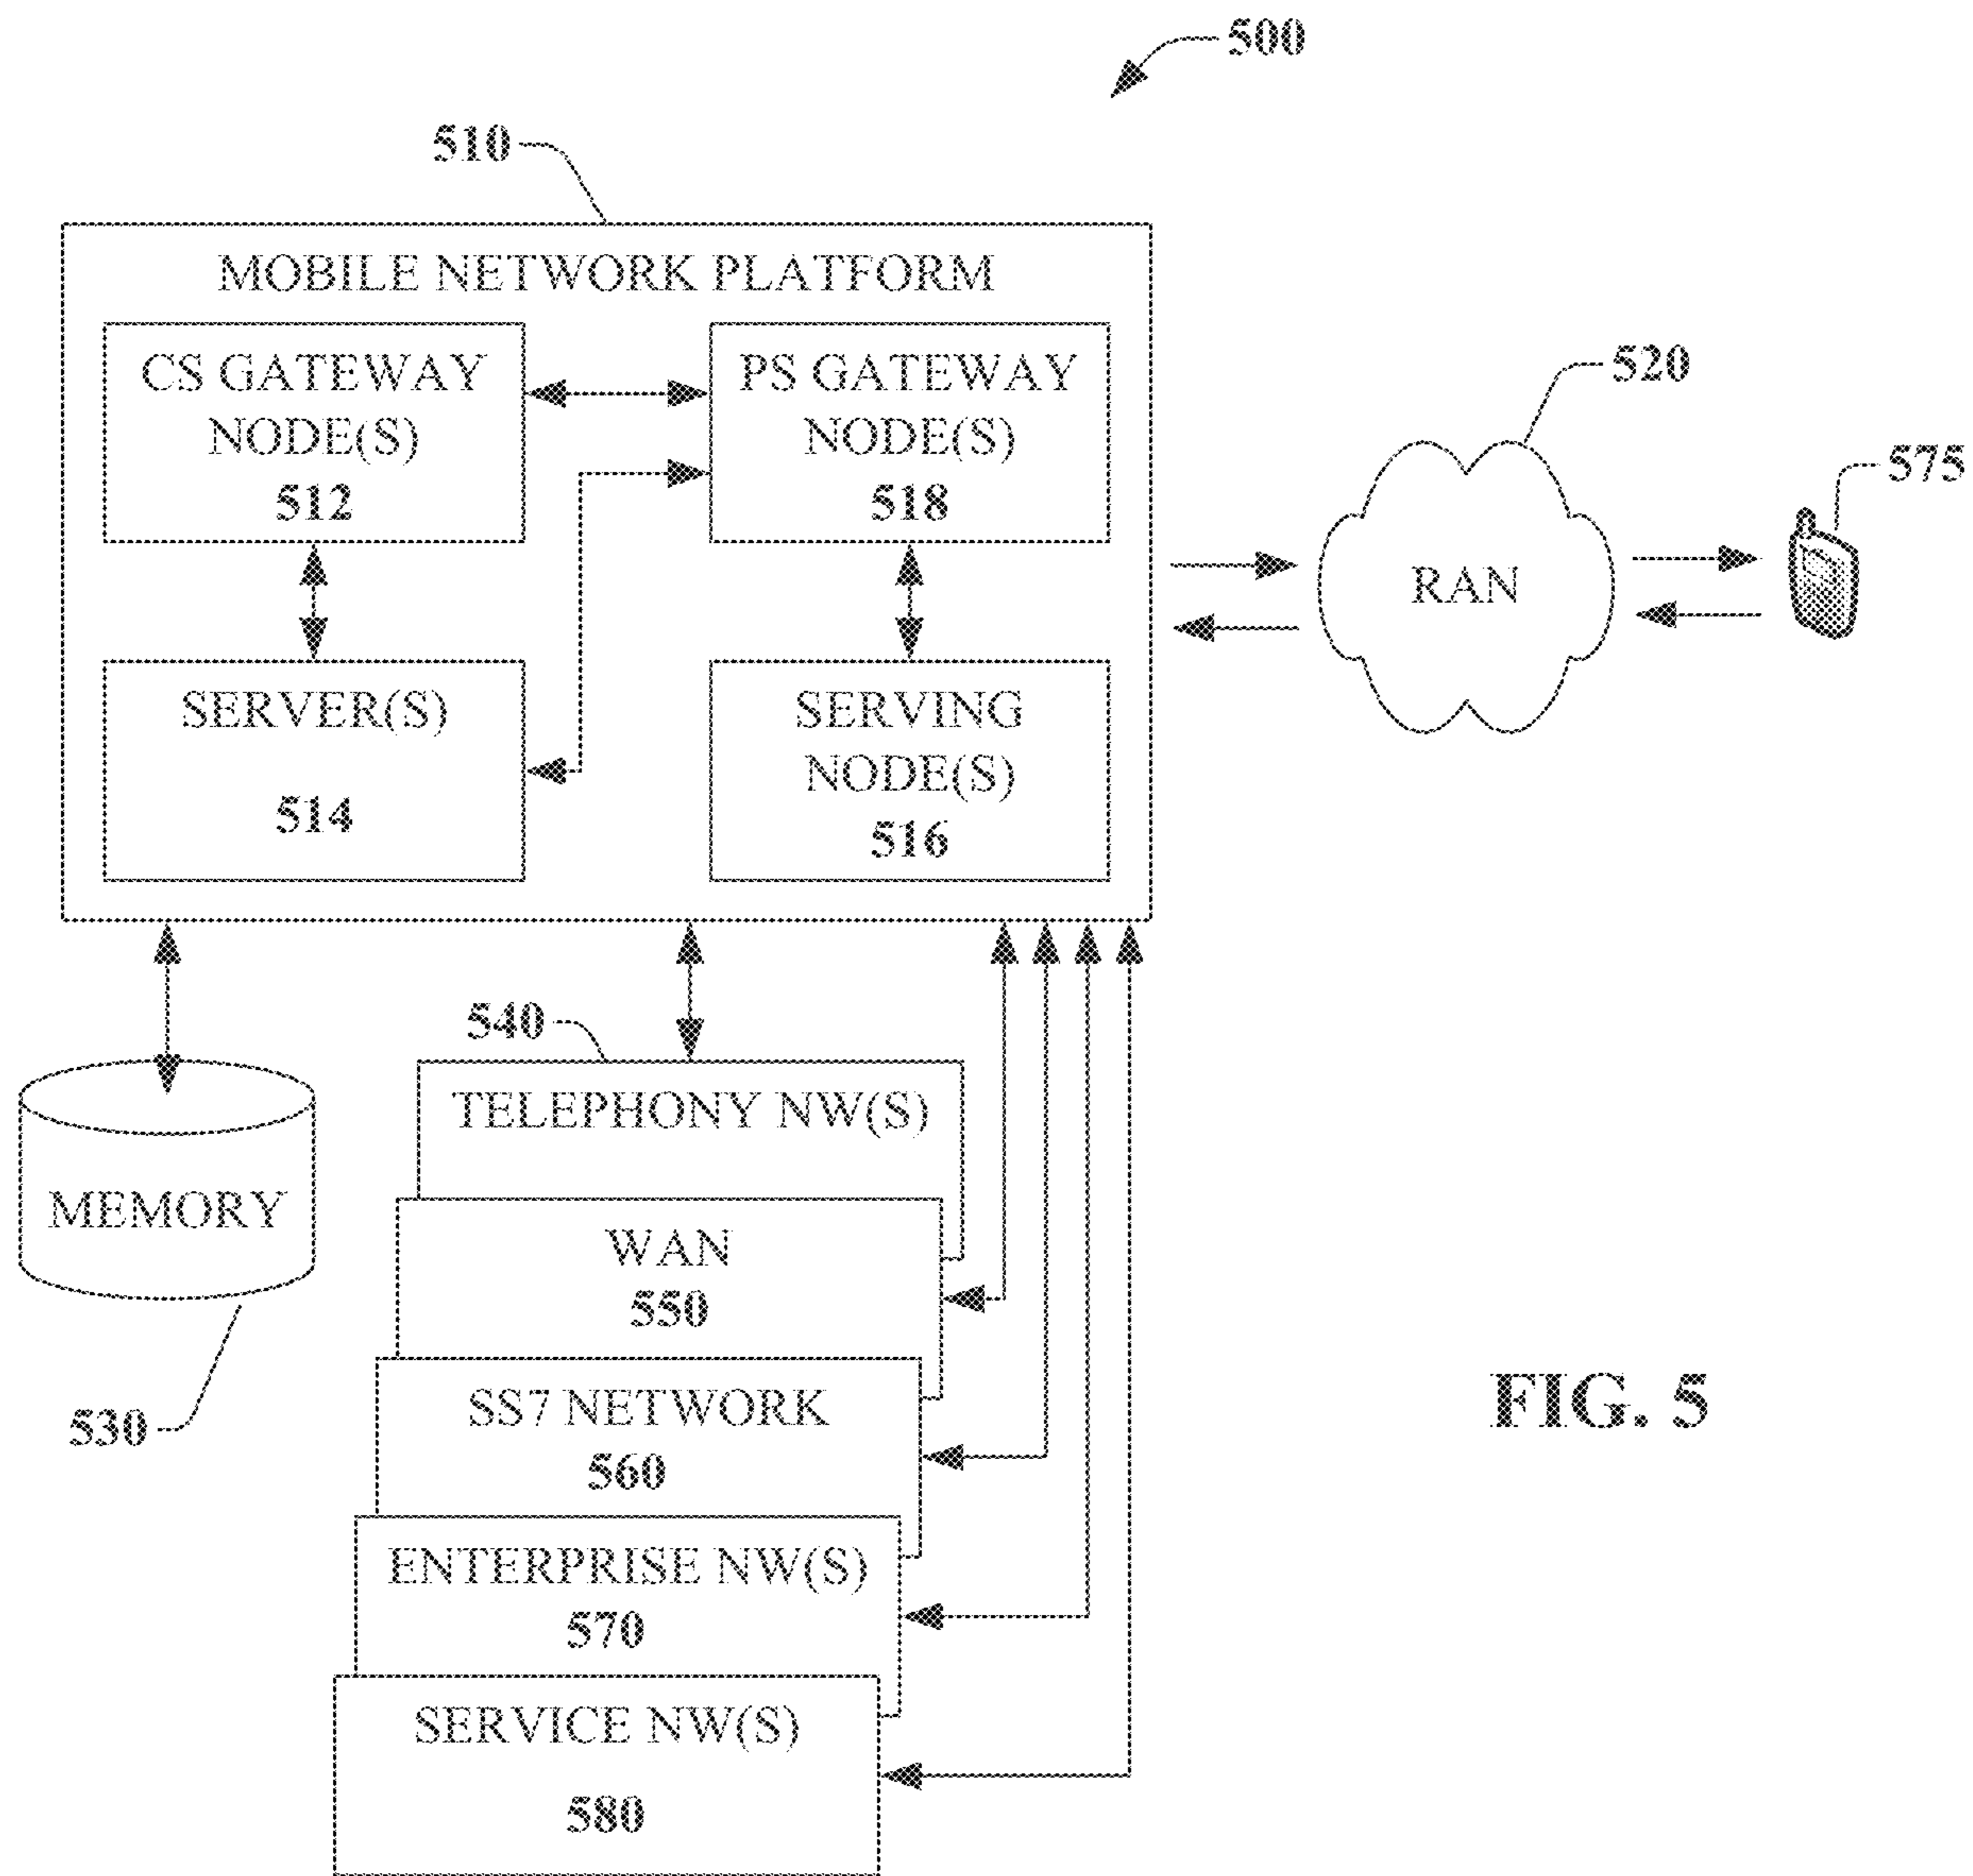 500
510
MOBILE NETWORK PLATFORM
CS GATEWAY
NODE(S)
512
PS GATEWAY
NODE(S)
518
SERVER(S)
514
SERVING
NODE(S)
516
520
RAN
575
540
TELEPHONY NW(S)
MEMORY
530
WAN
550
SS7 NETWORK
560
ENTERPRISE NW(S)
570
SERVICE NW(S)
580
FIG. 5